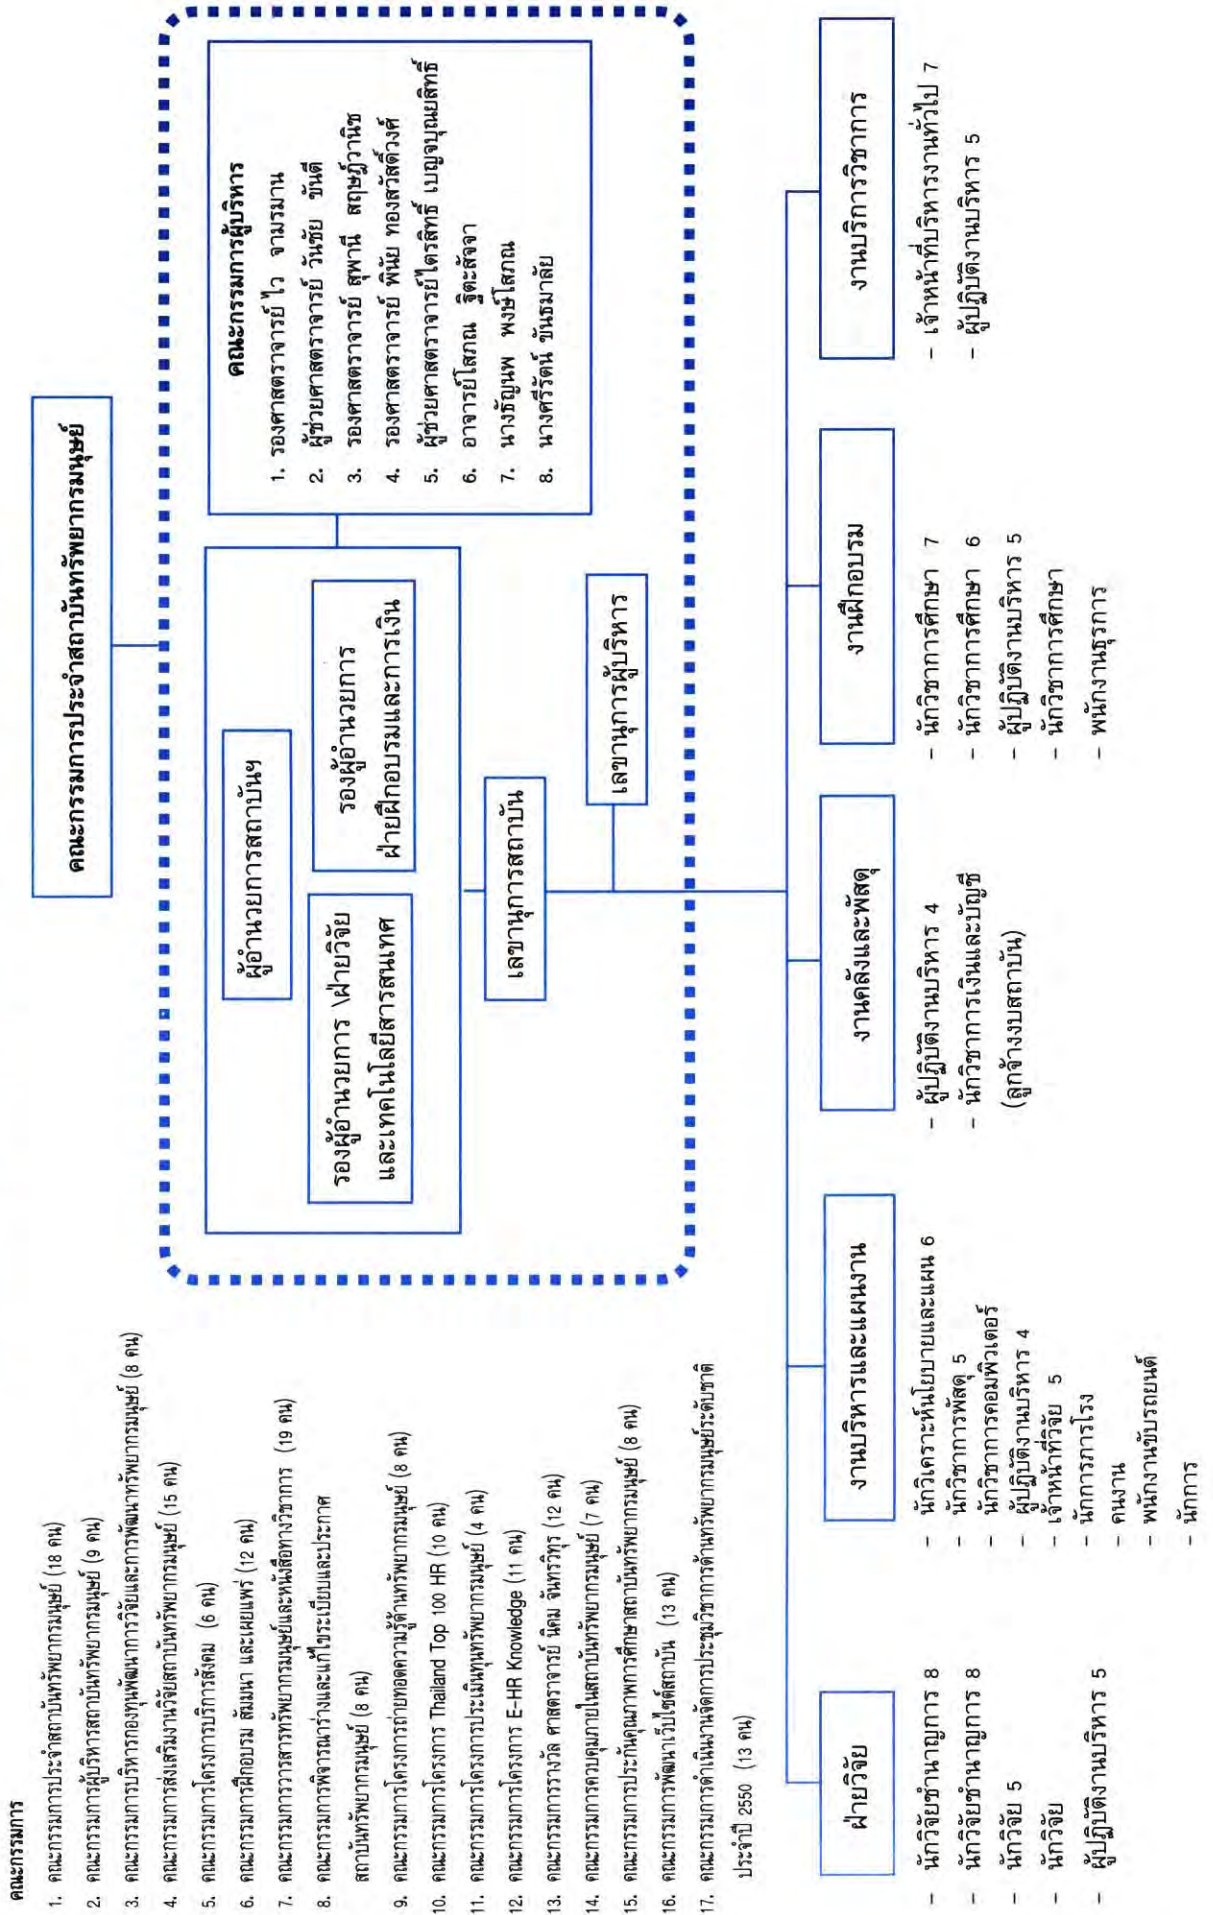 คณะกรรมการ
1. คณะกรรมการประจำสถาบันทรัพยากรมนุษย์ (18 คน)
2. คณะกรรมการผู้บริหารสถาบันทรัพยากรมนุษย์ (9 คน)
3. คณะกรรมการบริหารกองทุนพัฒนาการวิจัยและการพัฒนาทรัพยากรมนุษย์ (8 คน)
4. คณะกรรมการส่งเสริมงานวิจัยสถาบันทรัพยากรมนุษย์ (15 คน)
5. คณะกรรมการโครงการบริการสังคม (6 คน)
6. คณะกรรมการฝึกอบรม สัมมนา และเผยแพร่ (12 คน)
7. คณะกรรมการวารสารทรัพยากรมนุษย์และหนังสือทางวิชาการ (19 คน)
8. คณะกรรมการพิจารณาร่างและแก้ไขระเบียบและประกาศ
สถาบันทรัพยากรมนุษย์ (8 คน)
9. คณะกรรมการโครงการถ่ายทอดความรู้ด้านทรัพยากรมนุษย์ (8 คน)
10. คณะกรรมการโครงการ Thailand Top 100 HR (10 คน)
11. คณะกรรมการโครงการประเมินทุนทรัพยากรมนุษย์ (4 คน)
12. คณะกรรมการโครงการ E-HR Knowledge (11 คน)
13. คณะกรรมการรางวัล ศาสตราจารย์ นิคม จันทรวิทุร (12 คน)
14. คณะกรรมการควบคุมภายในสถาบันทรัพยากรมนุษย์ (7 คน)
15. คณะกรรมการประกันคุณภาพการศึกษาสถาบันทรัพยากรมนุษย์ (8 คน)
16. คณะกรรมการพัฒนาเว็บไซต์สถาบัน (13 คน)
17. คณะกรรมการดำเนินงานจัดการประชุมวิชาการด้านทรัพยากรมนุษย์ระดับชาติ
ประจำปี 2550 (13 คน)
คณะกรรมการประจำสถาบันทรัพยากรมนุษย์
ผู้อำนวยการสถาบันฯ
รองผู้อำนวยการ \ฝ่ายวิจัย
และเทคโนโลยีสารสนเทศ
รองผู้อำนวยการ
ฝ่ายฝึกอบรมและการเงิน
คณะกรรมการผู้บริหาร
1. รองศาสตราจารย์ ไว จามรมาน
2. ผู้ช่วยศาสตราจารย์ วันชัย ขันตี
3. รองศาสตราจารย์ สุพานี สฤษฎ์วานิช
4. รองศาสตราจารย์ พินัย ทองสวัสดิ์วงศ์
5. ผู้ช่วยศาสตราจารย์ไตรสิทธิ์ เบญจบุณยสิทธิ์
6. อาจารย์โสภณ ฐิตะสัจจา
7. นางธัญนพ พงษ์โสภณ
8. นางศรีรัตน์ ขันธมาลัย
เลขานุการสถาบัน
เลขานุการผู้บริหาร
ฝ่ายวิจัย
- นักวิจัยชำนาญการ 8
- นักวิจัยชำนาญการ 8
- นักวิจัย 5
- นักวิจัย
- ผู้ปฏิบัติงานบริหาร 5
งานบริหารและแผนงาน
- นักวิเคราะห์นโยบายและแผน 6
- นักวิชาการพัสดุ 5
- นักวิชาการคอมพิวเตอร์
- ผู้ปฏิบัติงานบริหาร 4
- เจ้าหน้าที่วิจัย 5
- นักการภารโรง
- คนงาน
- พนักงานขับรถยนต์
- นักการ
งานคลังและพัสดุ
- ผู้ปฏิบัติงานบริหาร 4
- นักวิชาการเงินและบัญชี
(ลูกจ้างงบสถาบัน)
งานฝึกอบรม
- นักวิชาการศึกษา 7
- นักวิชาการศึกษา 6
- ผู้ปฏิบัติงานบริหาร 5
- นักวิชาการศึกษา
- พนักงานธุรการ
งานบริการวิชาการ
- เจ้าหน้าที่บริหารงานทั่วไป 7
- ผู้ปฏิบัติงานบริหาร 5